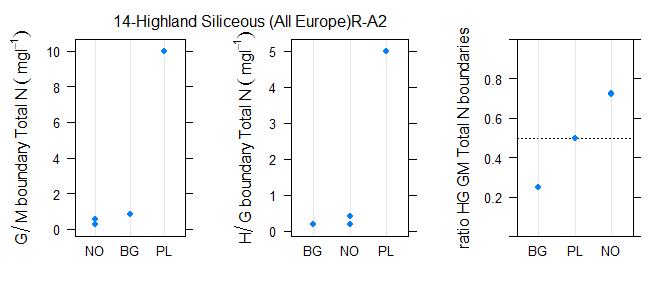 14-Highland Siliceous (All Europe)R-A2
G/M boundary Total N ( mgl⁻¹)
10
8
6
4
2
0
NO BG PL
H/G boundary Total N ( mgl⁻¹)
5
4
3
2
1
0
BG NO PL
ratio HG GM Total N boundaries
0.8
0.6
0.4
0.2
BG PL NO